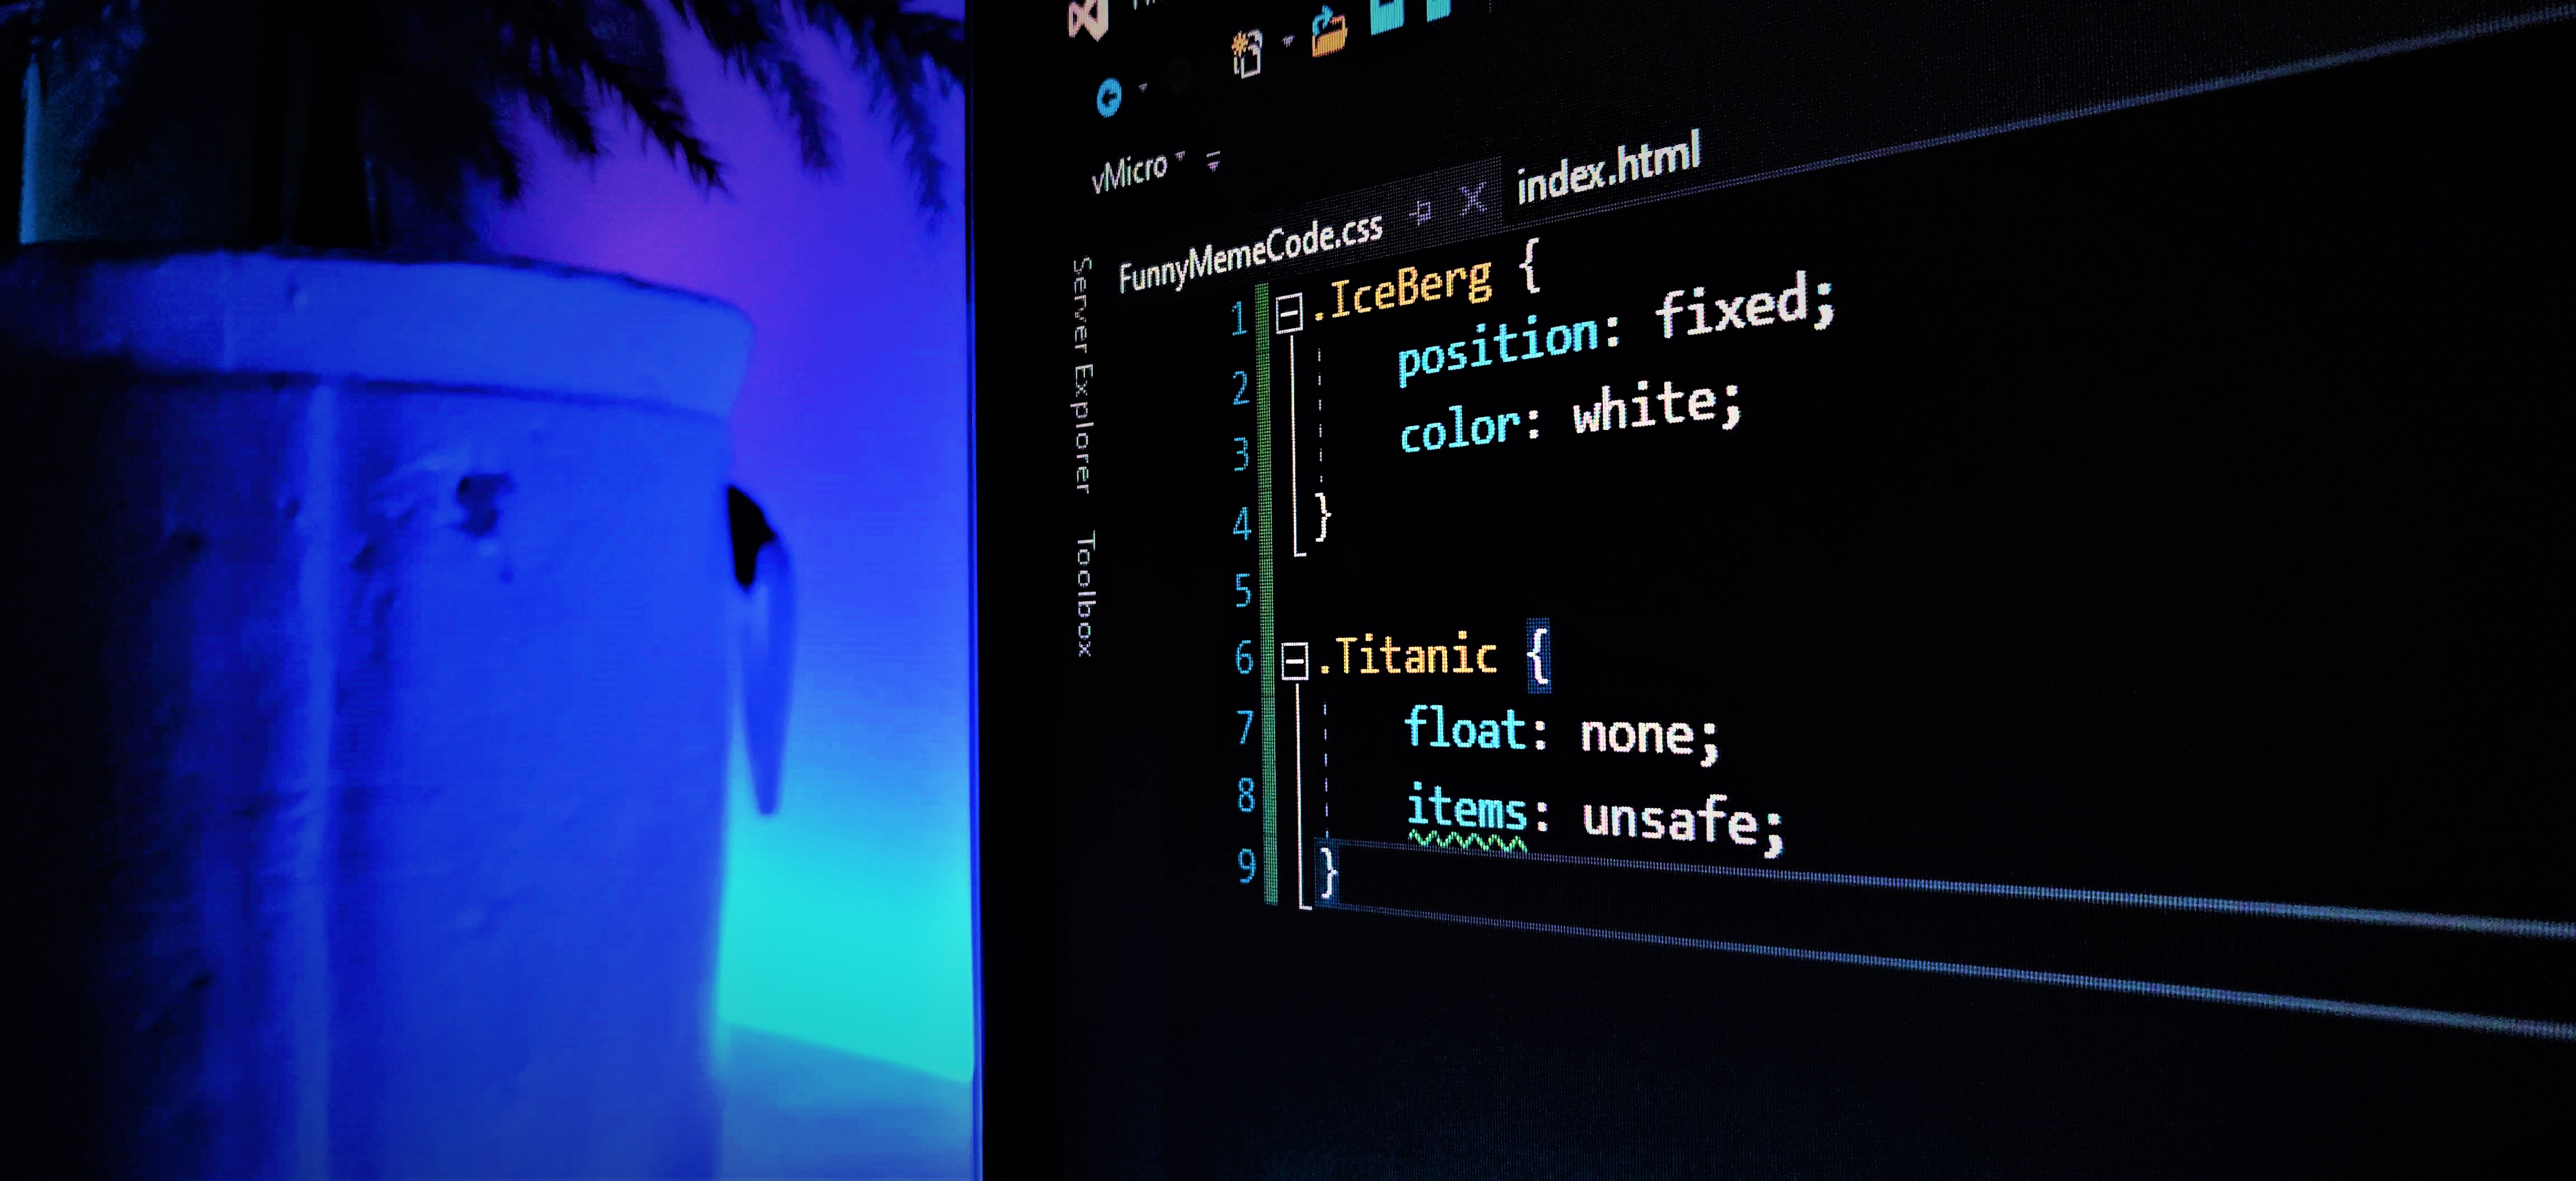 vMicro
FunnyMemeCode.css
index.html
Server Explorer
Toolbox
1 .IceBerg {
2 position: fixed;
3 color: white;
4 }
5
6 .Titanic {
7 float: none;
8 items: unsafe;
9 }